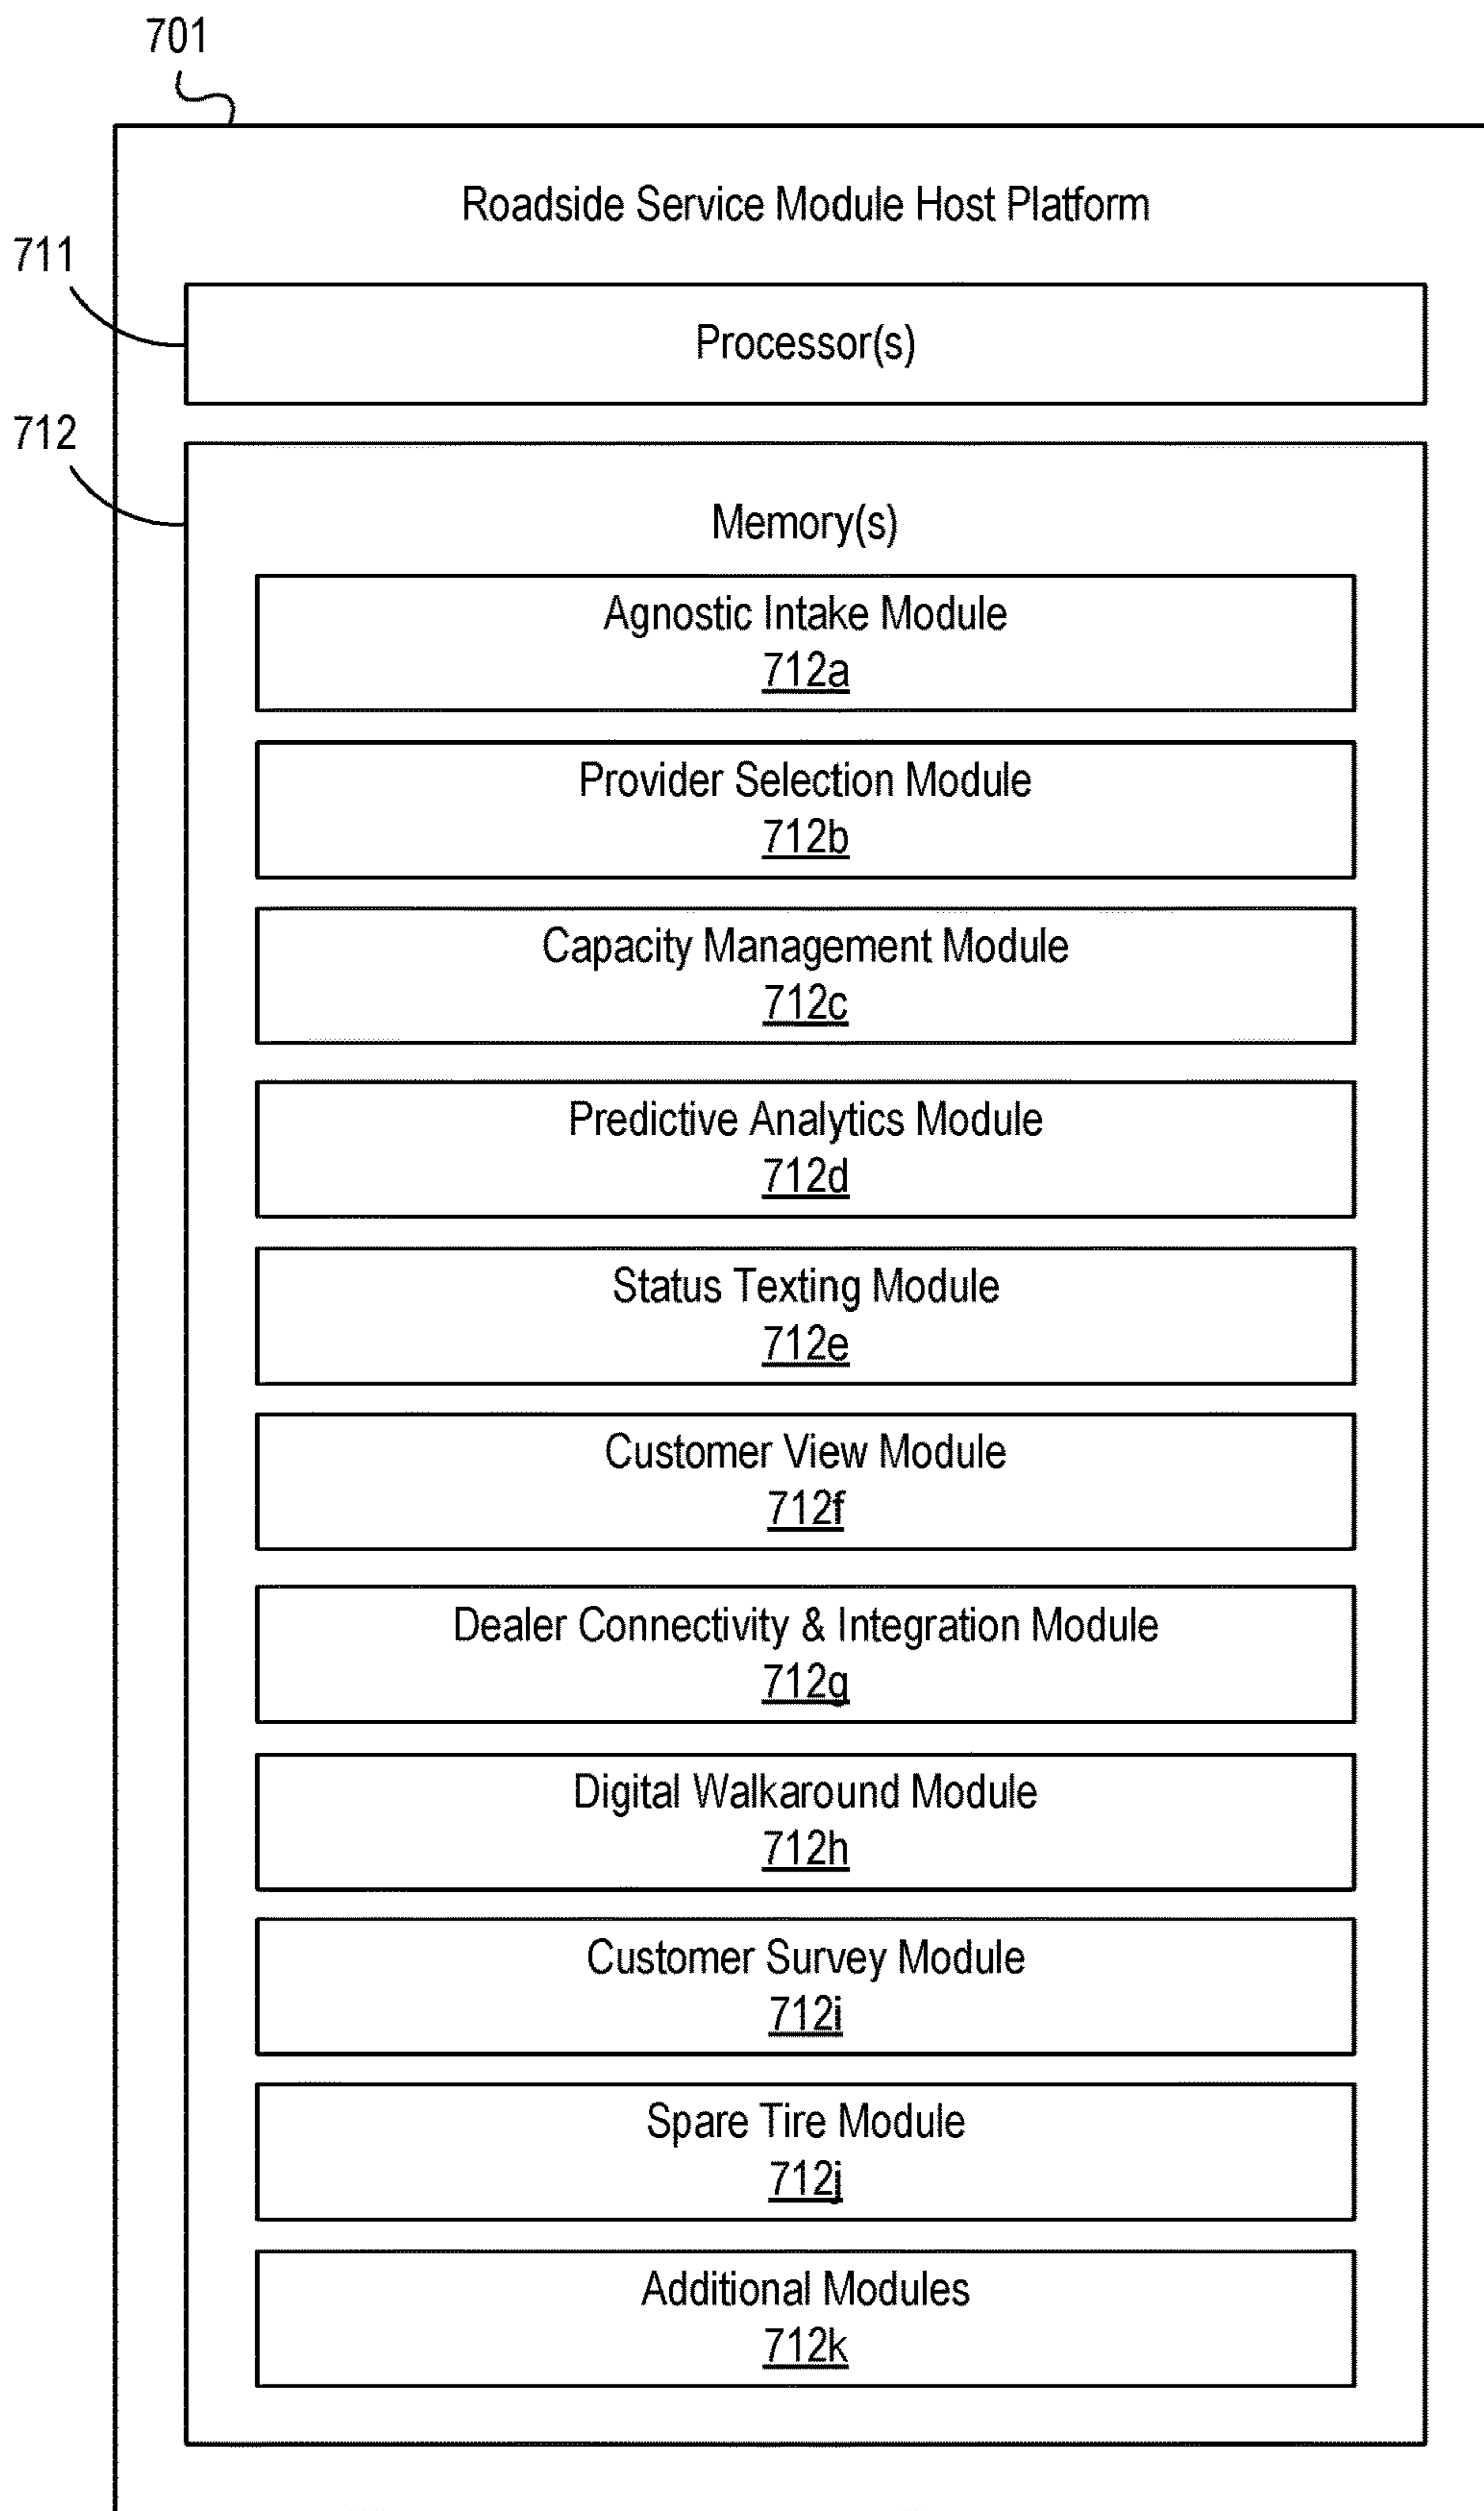 701
Roadside Service Module Host Platform
711
Processor(s)
712
Memory(s)
Agnostic Intake Module
712a
Provider Selection Module
712b
Capacity Management Module
712c
Predictive Analytics Module
712d
Status Texting Module
712e
Customer View Module
712f
Dealer Connectivity & Integration Module
712g
Digital Walkaround Module
712h
Customer Survey Module
712i
Spare Tire Module
712j
Additional Modules
712k